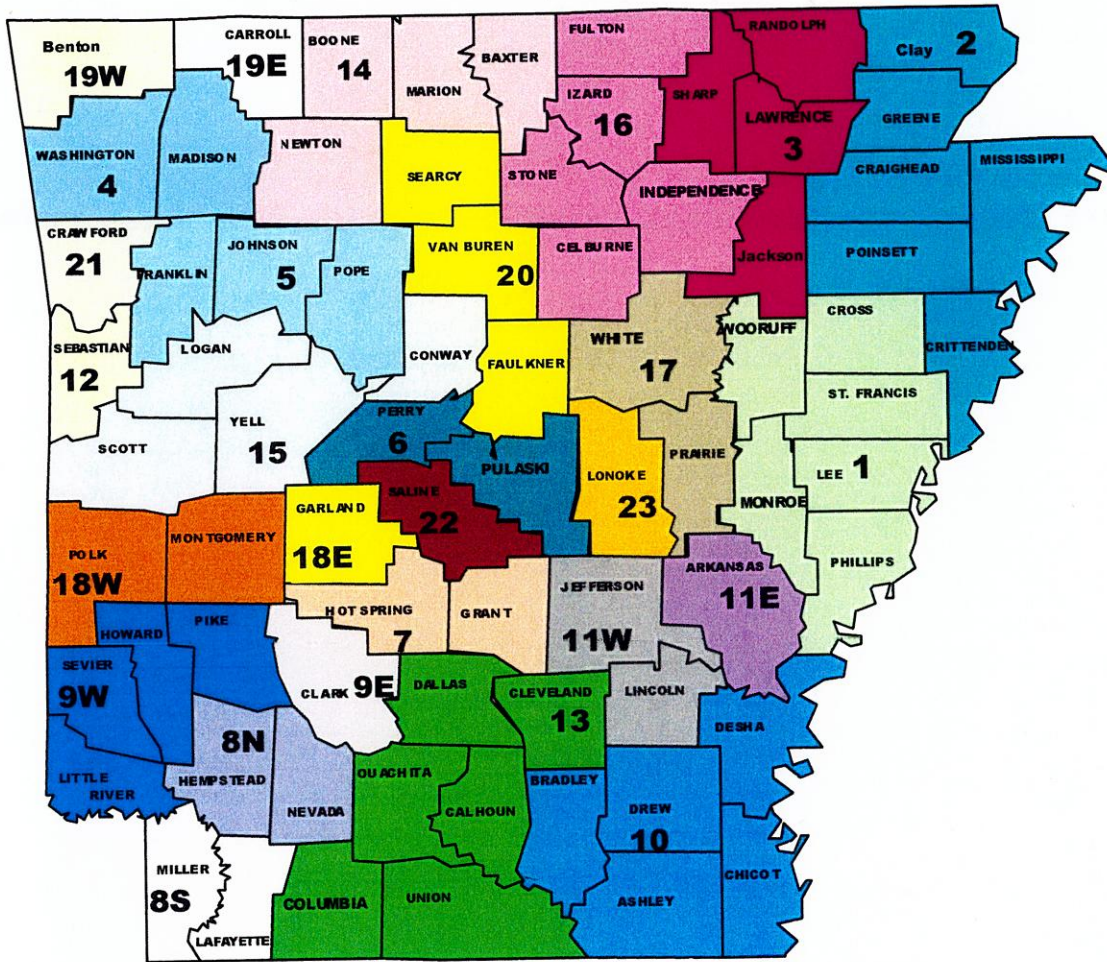 Benton
19W
CARROLL
19E
BOONE
14
MARION
BAXTER
FULTON
RANDOLPH
Clay 2
IZARD
16
SHARP
LAWRENCE
3
GREENE
WASHINGTON
4
MADISON
NEWTON
SEARCY
STONE
INDEPENDENCE
CRAIGHEAD
MISSISSIPPI
CRAWFORD
21
FRANKLIN
JOHNSON
5
POPE
VAN BUREN
20
CELBURNE
Jackson
POINSETT
SEBASTIAN
12
LOGAN
CONWAY
FAULKNER
WHITE
17
WOORUFF
CROSS
CRITTENDEN
SCOTT
YELL
15
PERRY
6
PULASKI
LONOKE
23
PRAIRIE
MONROE
ST. FRANCIS
LEE 1
POLK
18W
MONTGOMERY
GARLAND
18E
SALINE
22
PHILLIPS
HOT SPRING
7
GRANT
JEFFERSON
11W
ARKANSAS
11E
HOWARD
PIKE
SEVIER
9W
CLARK 9E
DALLAS
CLEVELAND
13
LINCOLN
DESHA
LITTLE
RIVER
8N
HEMPSTEAD
NEVADA
OUACHITA
CALHOUN
BRADLEY
DREW
10
MILLER
8S
LAFAYETTE
COLUMBIA
UNION
ASHLEY
CHICOT